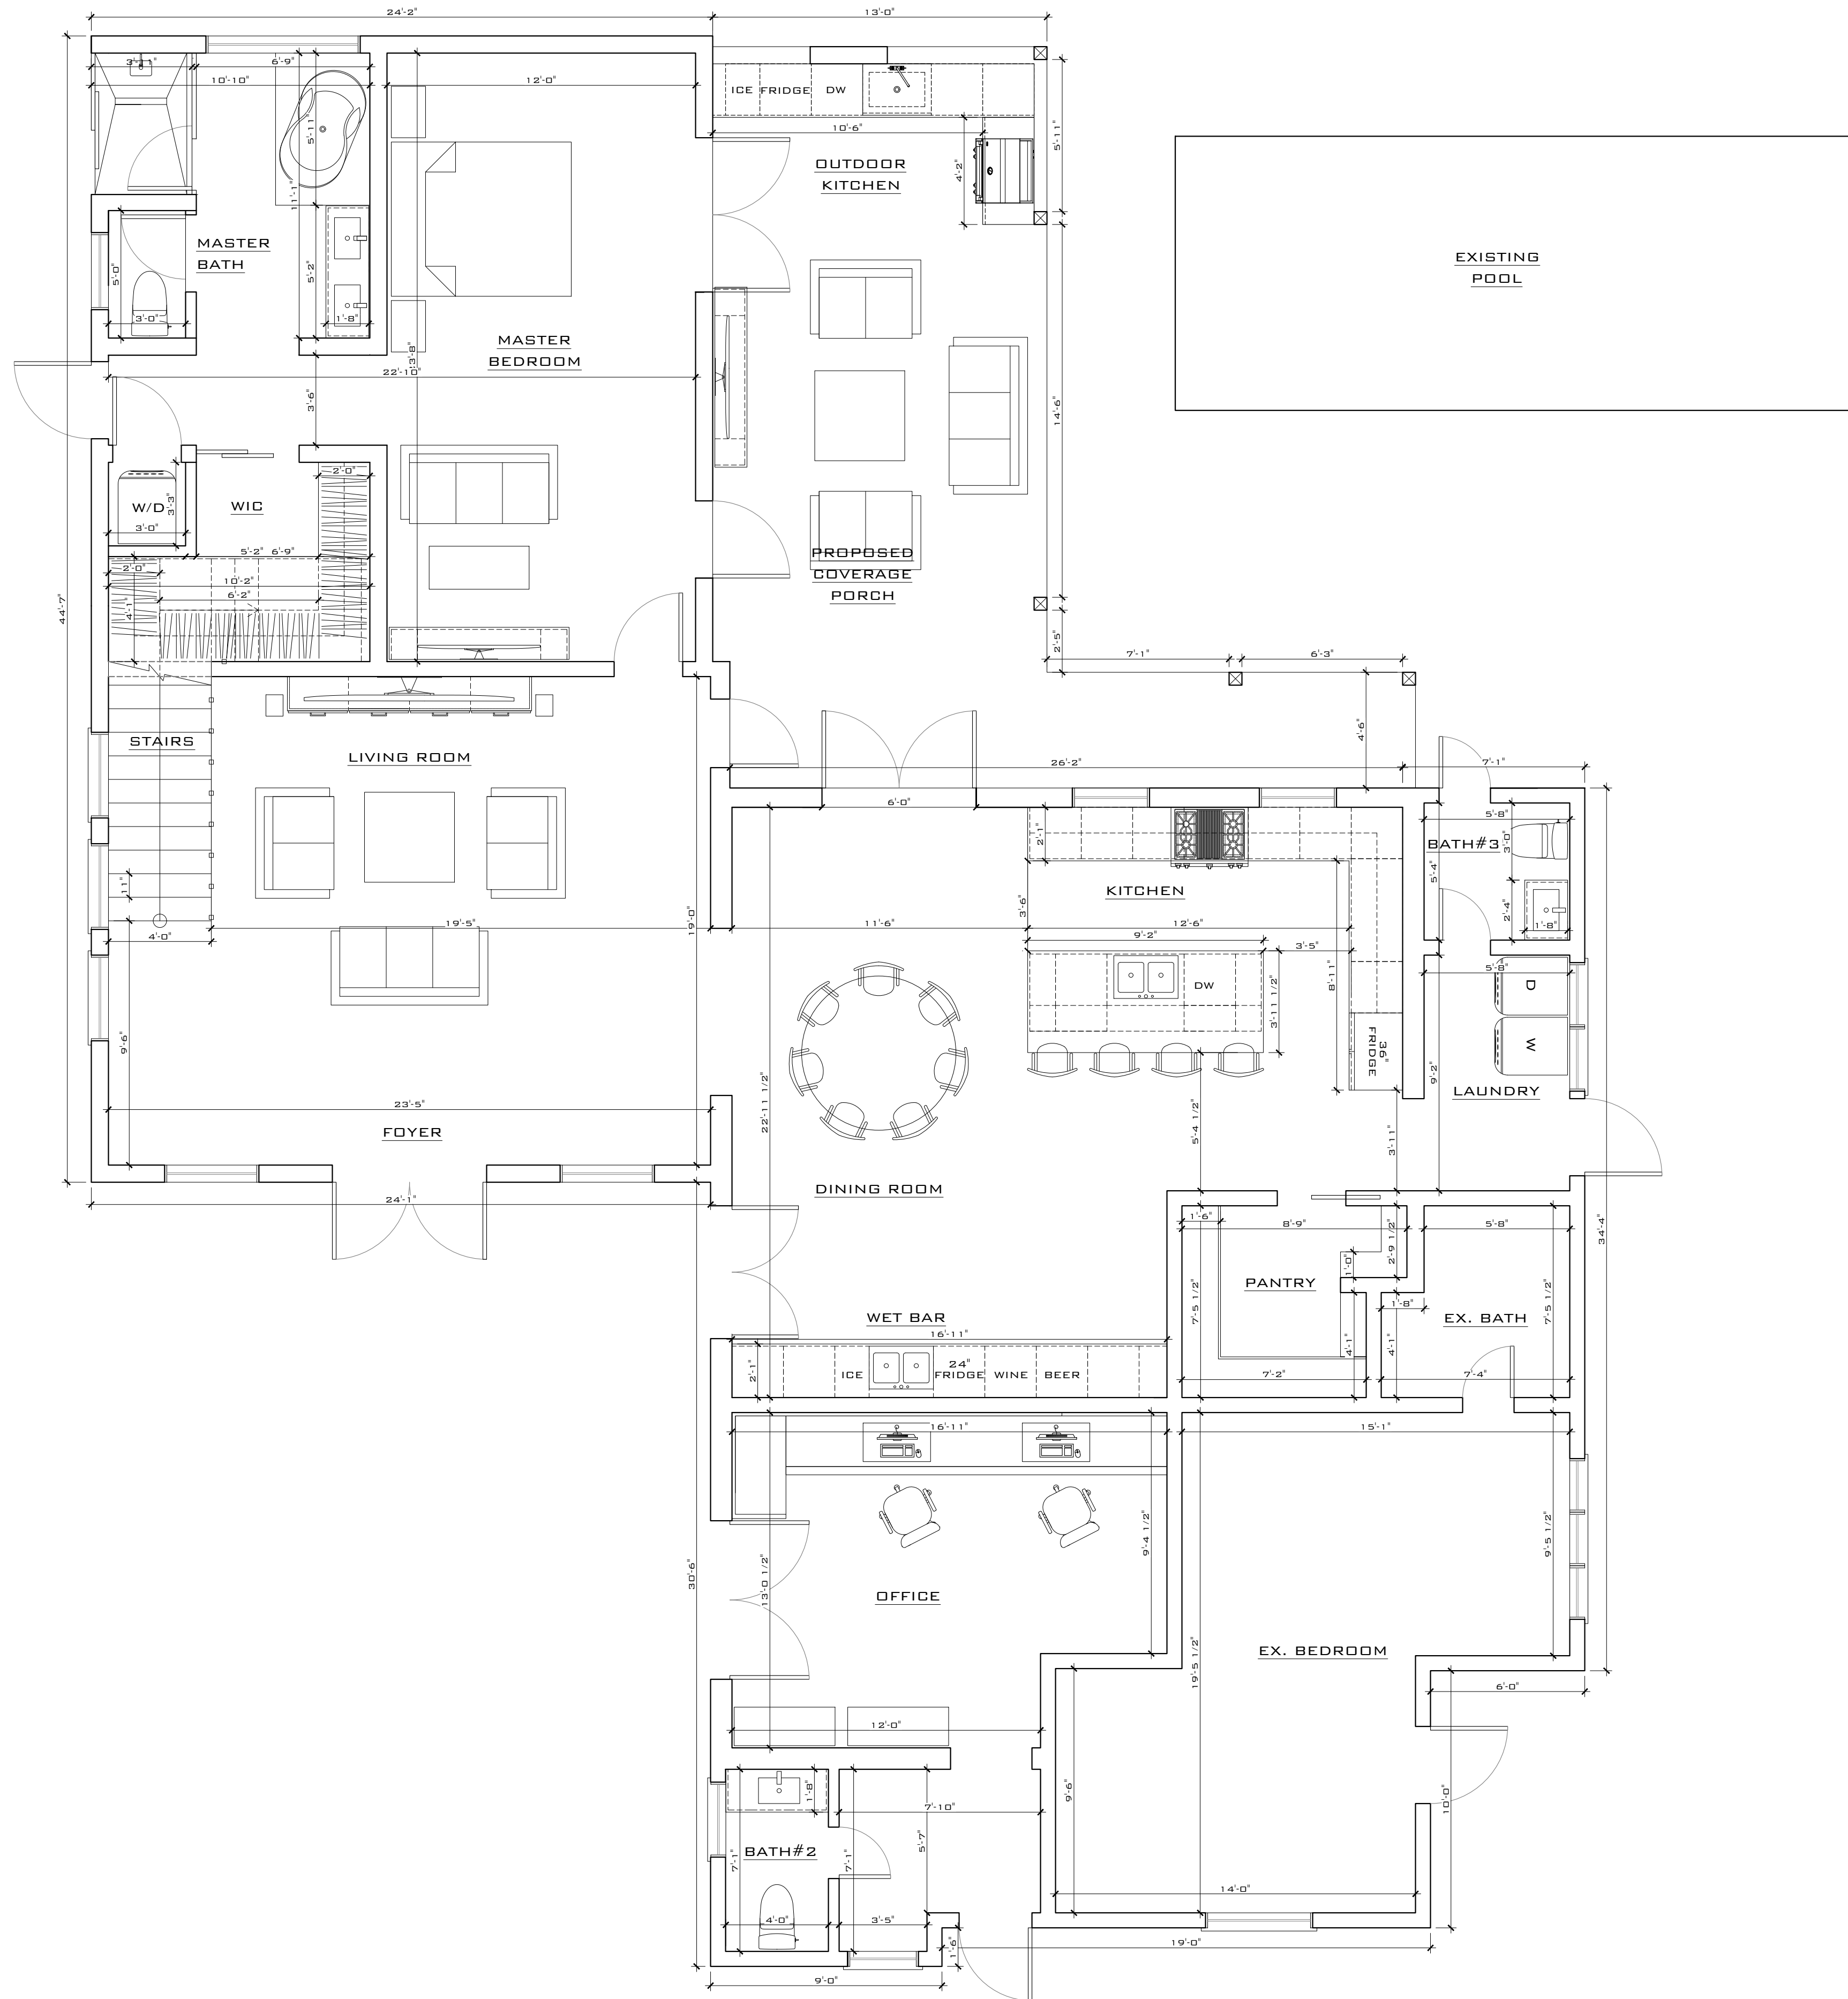 24'-2"
13'-0"
3'-11"
6'-9"
10'-10"
12'-0"
ICE
FRIDGE
DW
5'-11"
10'-6"
5'-11"
4'-2"
OUTDOOR
KITCHEN
11'-1"
MASTER
BATH
5'-0"
5'-2"
3'-0"
1'-8"
EXISTING
POOL
MASTER
BEDROOM
13'-8"
22'-10"
3'-6"
14'-6"
2'-0"
W/D
3'-3"
WIC
3'-0"
5'-2"
6'-9"
PROPOSED
COVERAGE
PORCH
2'-0"
10'-2"
6'-2"
4'-1"
44'-7"
2'-5"
7'-1"
6'-3"
4'-6"
STAIRS
LIVING ROOM
26'-2"
7'-1"
6'-0"
5'-8"
2'-1"
BATH#3
3'-0"
5'-4"
11"
KITCHEN
3'-6"
2'-4"
1'-8"
4'-0"
19'-5"
19'-0"
11'-6"
12'-6"
9'-2"
3'-5"
8'-11"
5'-8"
DW
3'-11 1/2"
D
W
36"
FRIDGE
9'-6"
9'-2"
LAUNDRY
22'-11 1/2"
23'-5"
FOYER
5'-4 1/2"
3'-11"
DINING ROOM
24'-1"
1'-6"
8'-9"
2'-9 1/2"
5'-8"
34'-4"
1'-0"
PANTRY
7'-5 1/2"
1'-8"
EX. BATH
7'-5 1/2"
WET BAR
16'-11"
2'-1"
ICE
24"
FRIDGE
WINE
BEER
4'-1"
4'-1"
7'-2"
7'-4"
16'-11"
15'-1"
9'-4 1/2"
9'-5 1/2"
30'-6"
13'-0 1/2"
OFFICE
19'-5 1/2"
EX. BEDROOM
6'-0"
12'-0"
1'-8"
7'-10"
9'-6"
10'-0"
BATH#2
7'-1"
7'-1"
5'-7"
14'-0"
4'-0"
3'-5"
1'-6"
19'-0"
9'-0"